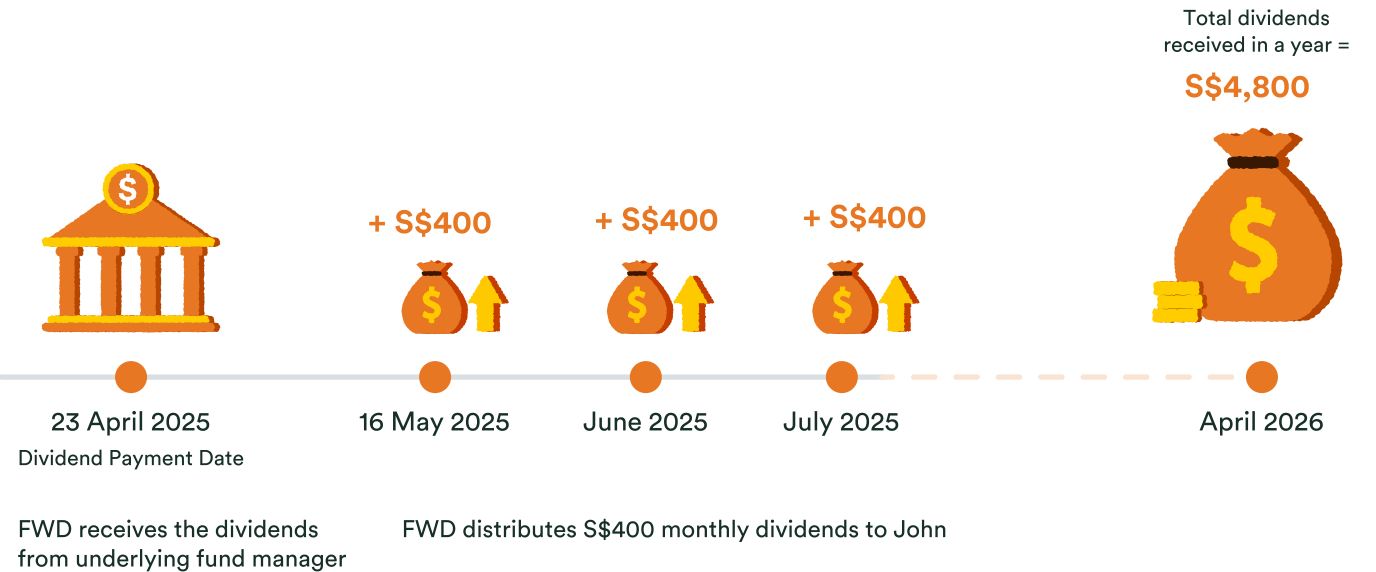 Total dividends
received in a year =
S$4,800
$
+ S$400
+ S$400
+ S$400
$
$
$
$
23 April 2025
16 May 2025
June 2025
July 2025
April 2026
Dividend Payment Date
FWD receives the dividends
from underlying fund manager
FWD distributes S$400 monthly dividends to John